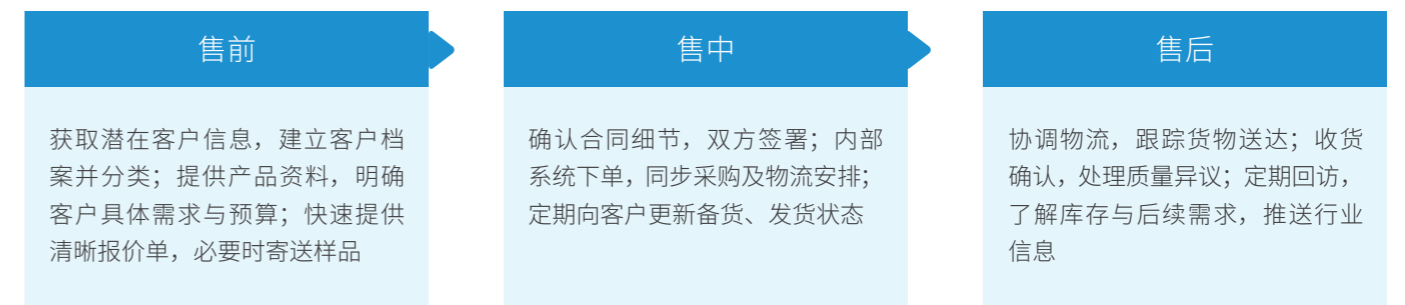 售前
获取潜在客户信息，建立客户档
案并分类；提供产品资料，明确
客户具体需求与预算；快速提供
清晰报价单，必要时寄送样品
售中
确认合同细节，双方签署；内部
系统下单，同步采购及物流安排；
定期向客户更新备货、发货状态
售后
协调物流，跟踪货物送达；收货
确认，处理质量异议；定期回访，
了解库存与后续需求，推送行业
信息